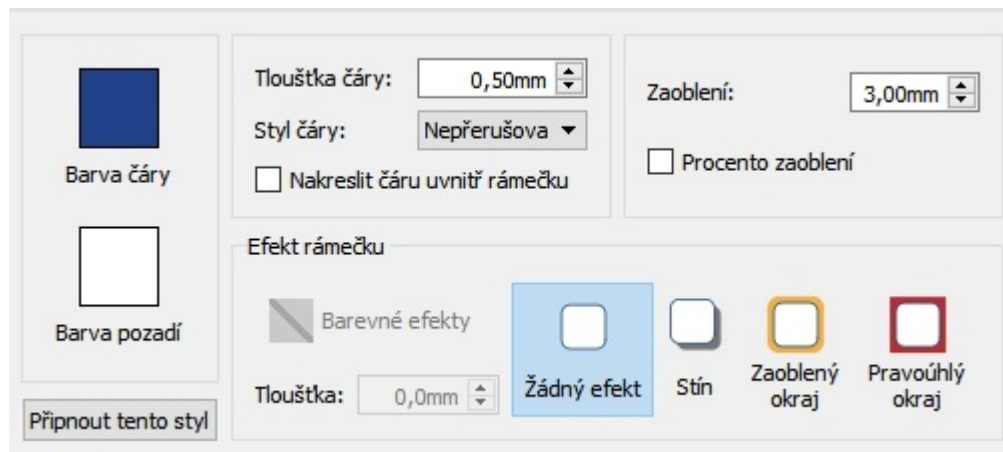 Barva čáry
Barva pozadí
Připnout tento styl
Tloušťka čáry: 0,50mm
Styl čáry: Nepřerušova
Nakreslit čáru uvnitř rámečku
Zaoblení: 3,00mm
Procento zaoblení
Efekt rámečku
Barevné efekty
Tloušťka: 0,0mm
Žádný efekt
Stín
Zaoblený
okraj
Pravoúhlý
okraj